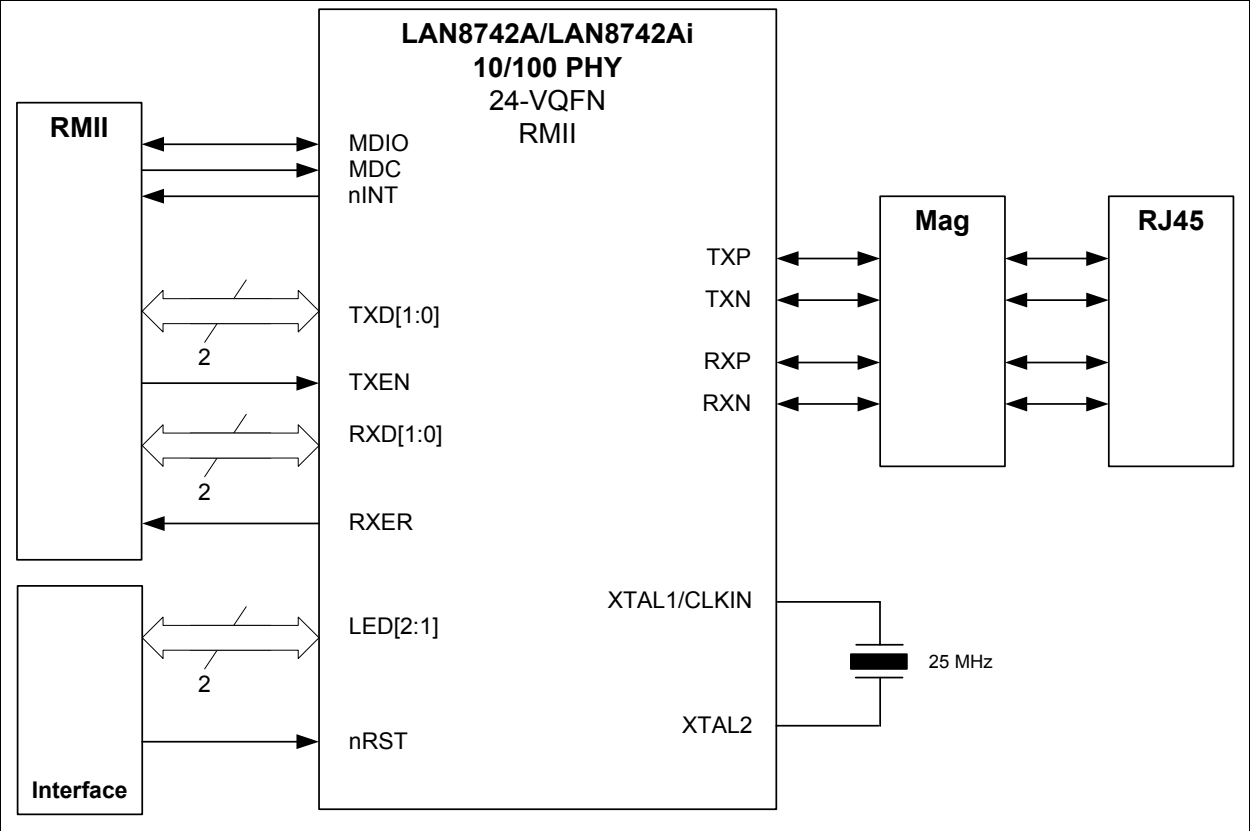 LAN8742A/LAN8742Ai
10/100 PHY
24-VQFN
RMII
RMII
MDIO
MDC
nINT
TXD[1:0]
2
TXEN
RXD[1:0]
2
RXER
LED[2:1]
2
nRST
Interface
TXP
TXN
RXP
RXN
Mag
RJ45
XTAL1/CLKIN
25 MHz
XTAL2